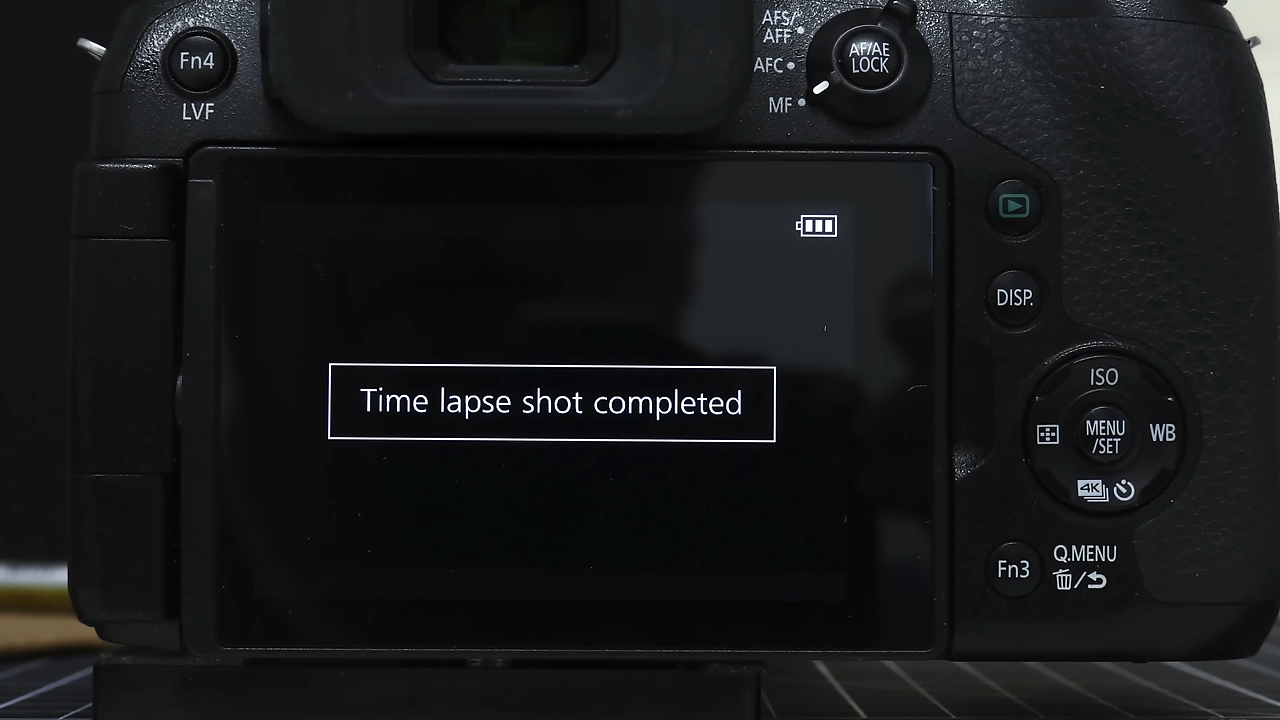 AFS/
AFF
AF/AE
LOCK
Fn4
AFC
LVF
MF
DISP.
ISO
Time lapse shot completed
MENU
/SET
WB
4K
Q.MENU
Fn3
/